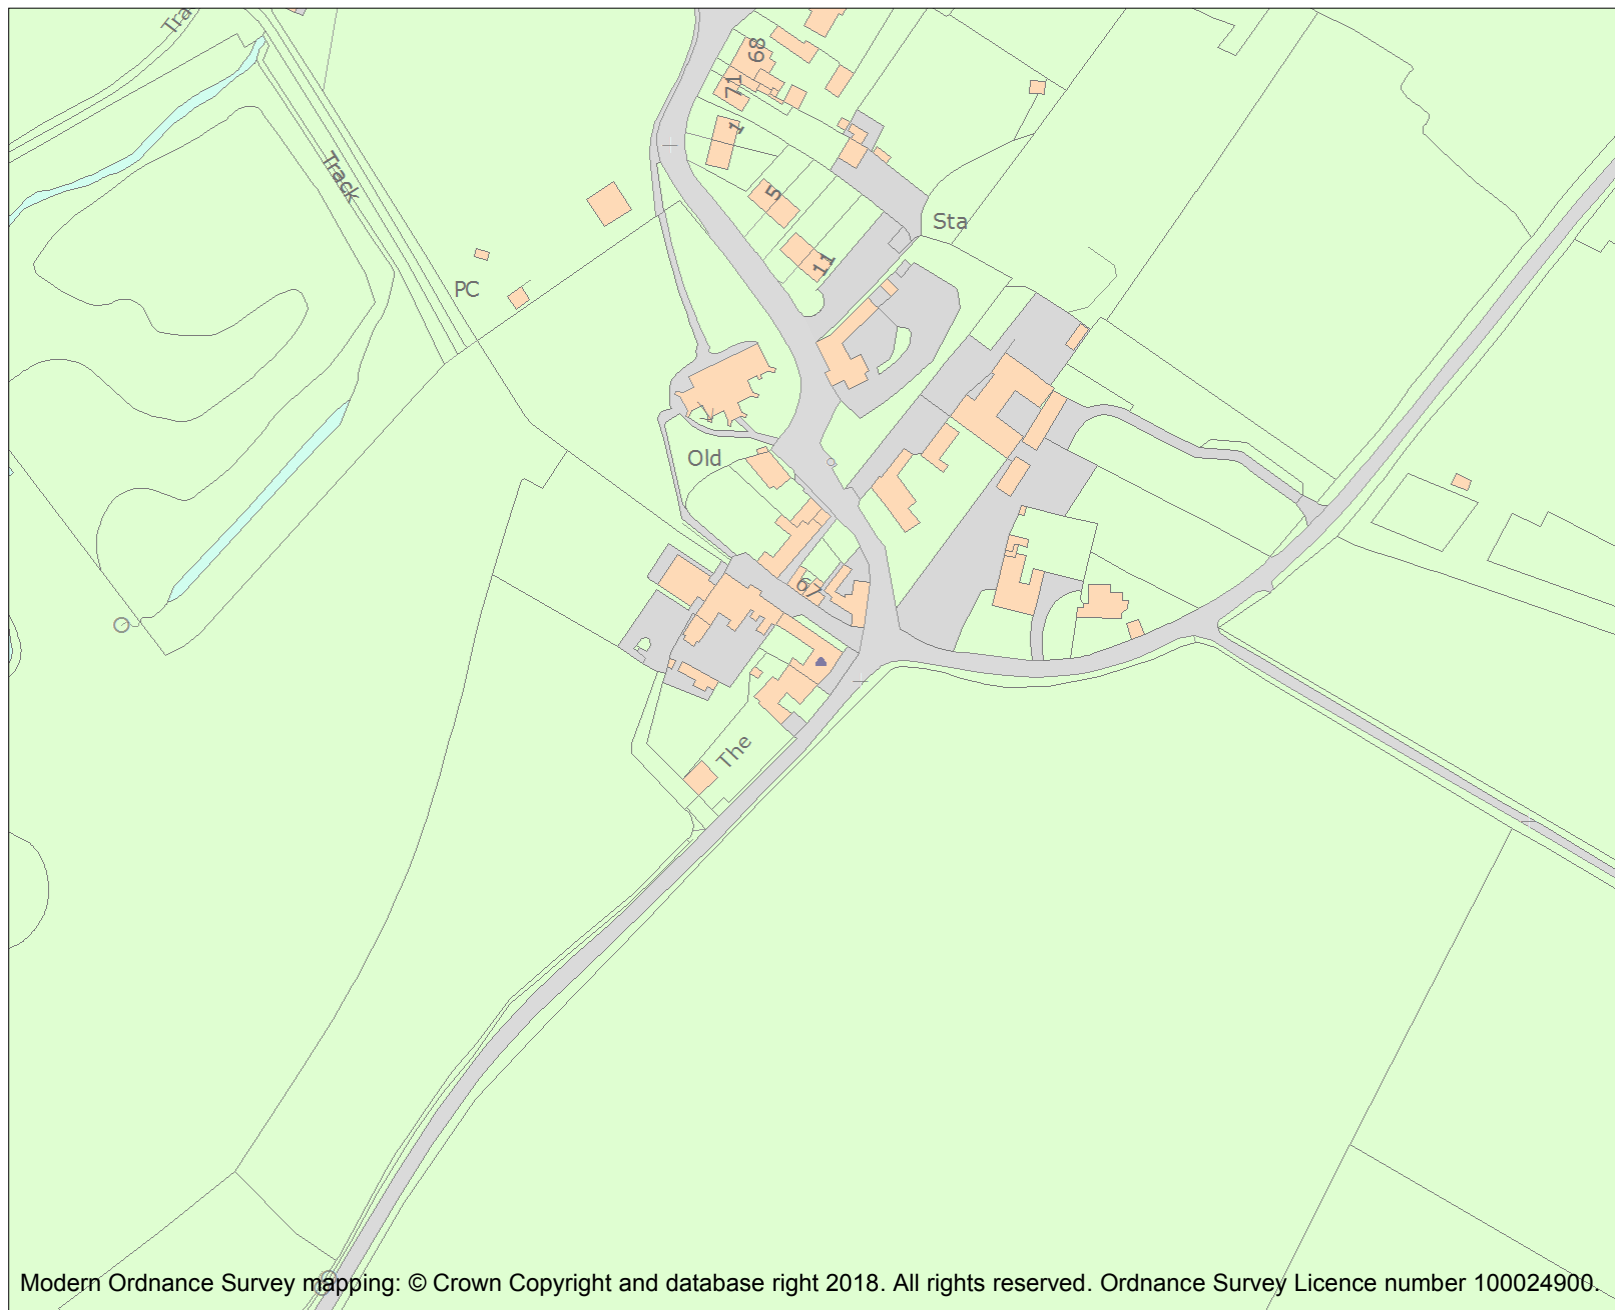 Tra
68
71
1
Track
5
Sta
11
PC
Old
67
The
Modern Ordnance Survey mapping: © Crown Copyright and database right 2018. All rights reserved. Ordnance Survey Licence number 100024900.